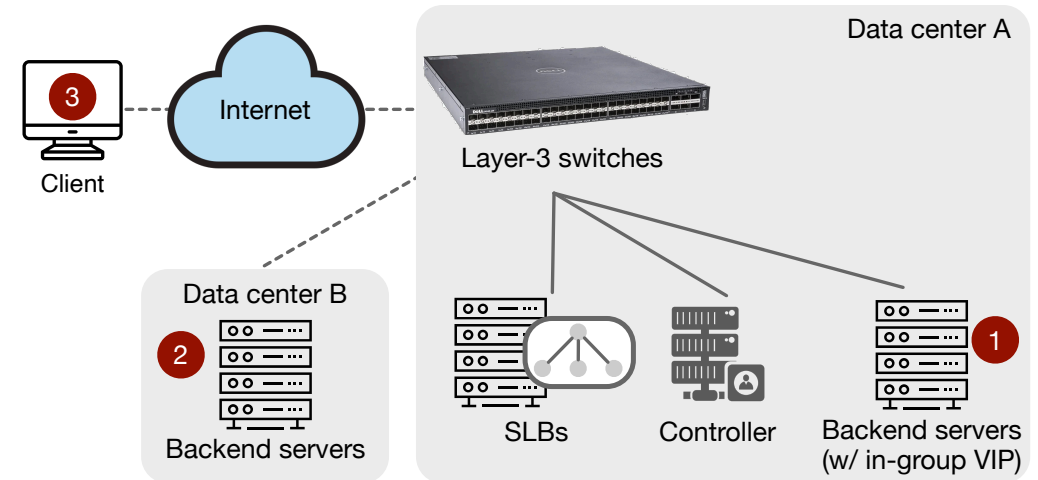 Data center A
3
Internet
Client
Layer-3 switches
Data center B
2
Backend servers
SLBs
Controller
1
Backend servers
(w/ in-group VIP)